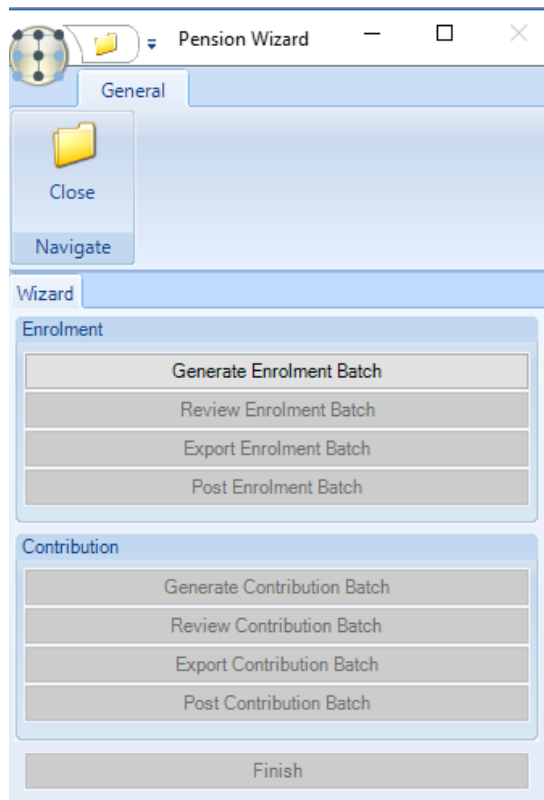 Pension Wizard
General
Close
Navigate
Wizard
Enrolment
Generate Enrolment Batch
Review Enrolment Batch
Export Enrolment Batch
Post Enrolment Batch
Contribution
Generate Contribution Batch
Review Contribution Batch
Export Contribution Batch
Post Contribution Batch
Finish